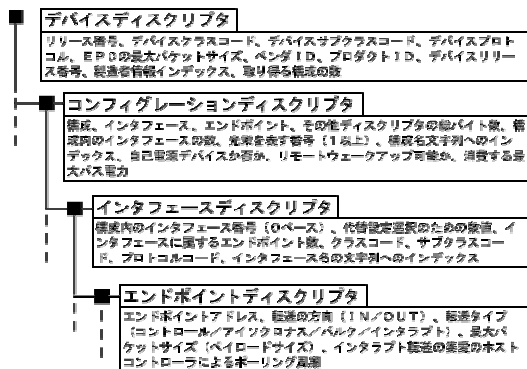 デバイスディスクリプタ
リリース番号、デバイスクラスコード、デバイスサブクラスコード、デバイスプロト
コル、EP0の最大パケットサイズ、ベンダID、プロダクトID、デバイスリリー
ス番号、製造者情報インデックス、取り得る構成の数
コンフィグレーションディスクリプタ
構成、インタフェース、エンドポイント、その他ディスクリプタの総バイト数、構
成内のインタフェースの数、構成を表す番号(1以上)、構成名文字列へのイン
デックス、自己電源デバイスか否か、リモートウェークアップ可能か、消費する最
大バス電力
インタフェースディスクリプタ
構成内のインタフェース番号(0ベース)、代替設定選択のための数値、イ
ンタフェースに関するエンドポイント数、クラスコード、サブクラスコー
ド、プロトコルコード、インタフェース名の文字列へのインデックス
エンドポイントディスクリプタ
エンドポイントアドレス、転送の方向(IN/OUT)、転送タイプ
(コントロール/アイソクロナス/バルク/インタラプト)、最大パ
ケットサイズ(ペイロードサイズ)、インタラプト転送の場合のホスト
コントローラによるポーリング周期